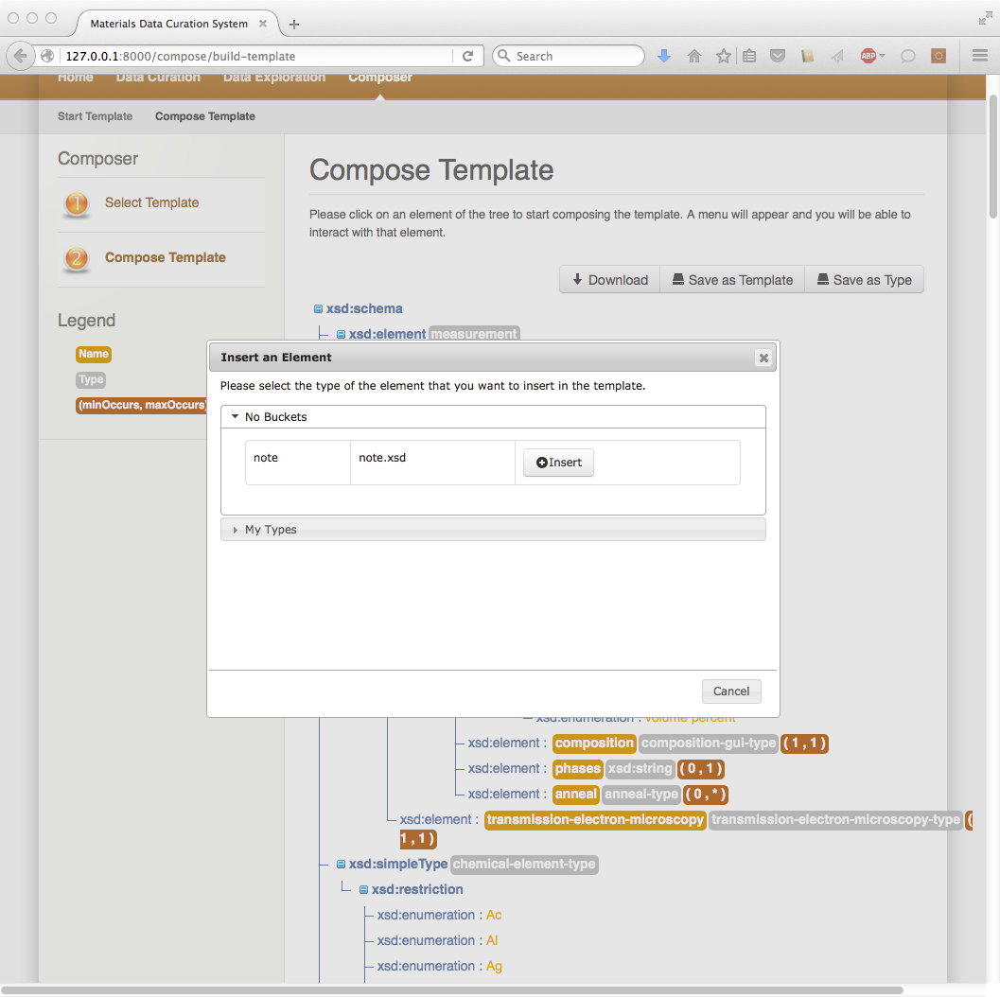 Materials Data Curation System
127.0.0.1:8000/compose/build-template
Search
ABP
Home Data Curation Data Exploration Composer
Start Template Compose Template
Composer
1 Select Template
2 Compose Template
Legend
Name
Type
(minOccurs, maxOccurs)
Compose Template
Please click on an element of the tree to start composing the template. A menu will appear and you will be able to
interact with that element.
Download Save as Template Save as Type
xsd:schema
xsd:element measurement
Insert an Element
Please select the type of the element that you want to insert in the template.
No Buckets
note note.xsd Insert
My Types
Cancel
xsd:enumeration : volume percent
xsd:element : composition composition-gui-type ( 1 , 1 )
xsd:element : phases xsd:string ( 0 , 1 )
xsd:element : anneal anneal-type ( 0 , * )
xsd:element : transmission-electron-microscopy transmission-electron-microscopy-type (
1 , 1 )
xsd:simpleType chemical-element-type
xsd:restriction
xsd:enumeration : Ac
xsd:enumeration : Al
xsd:enumeration : Ag